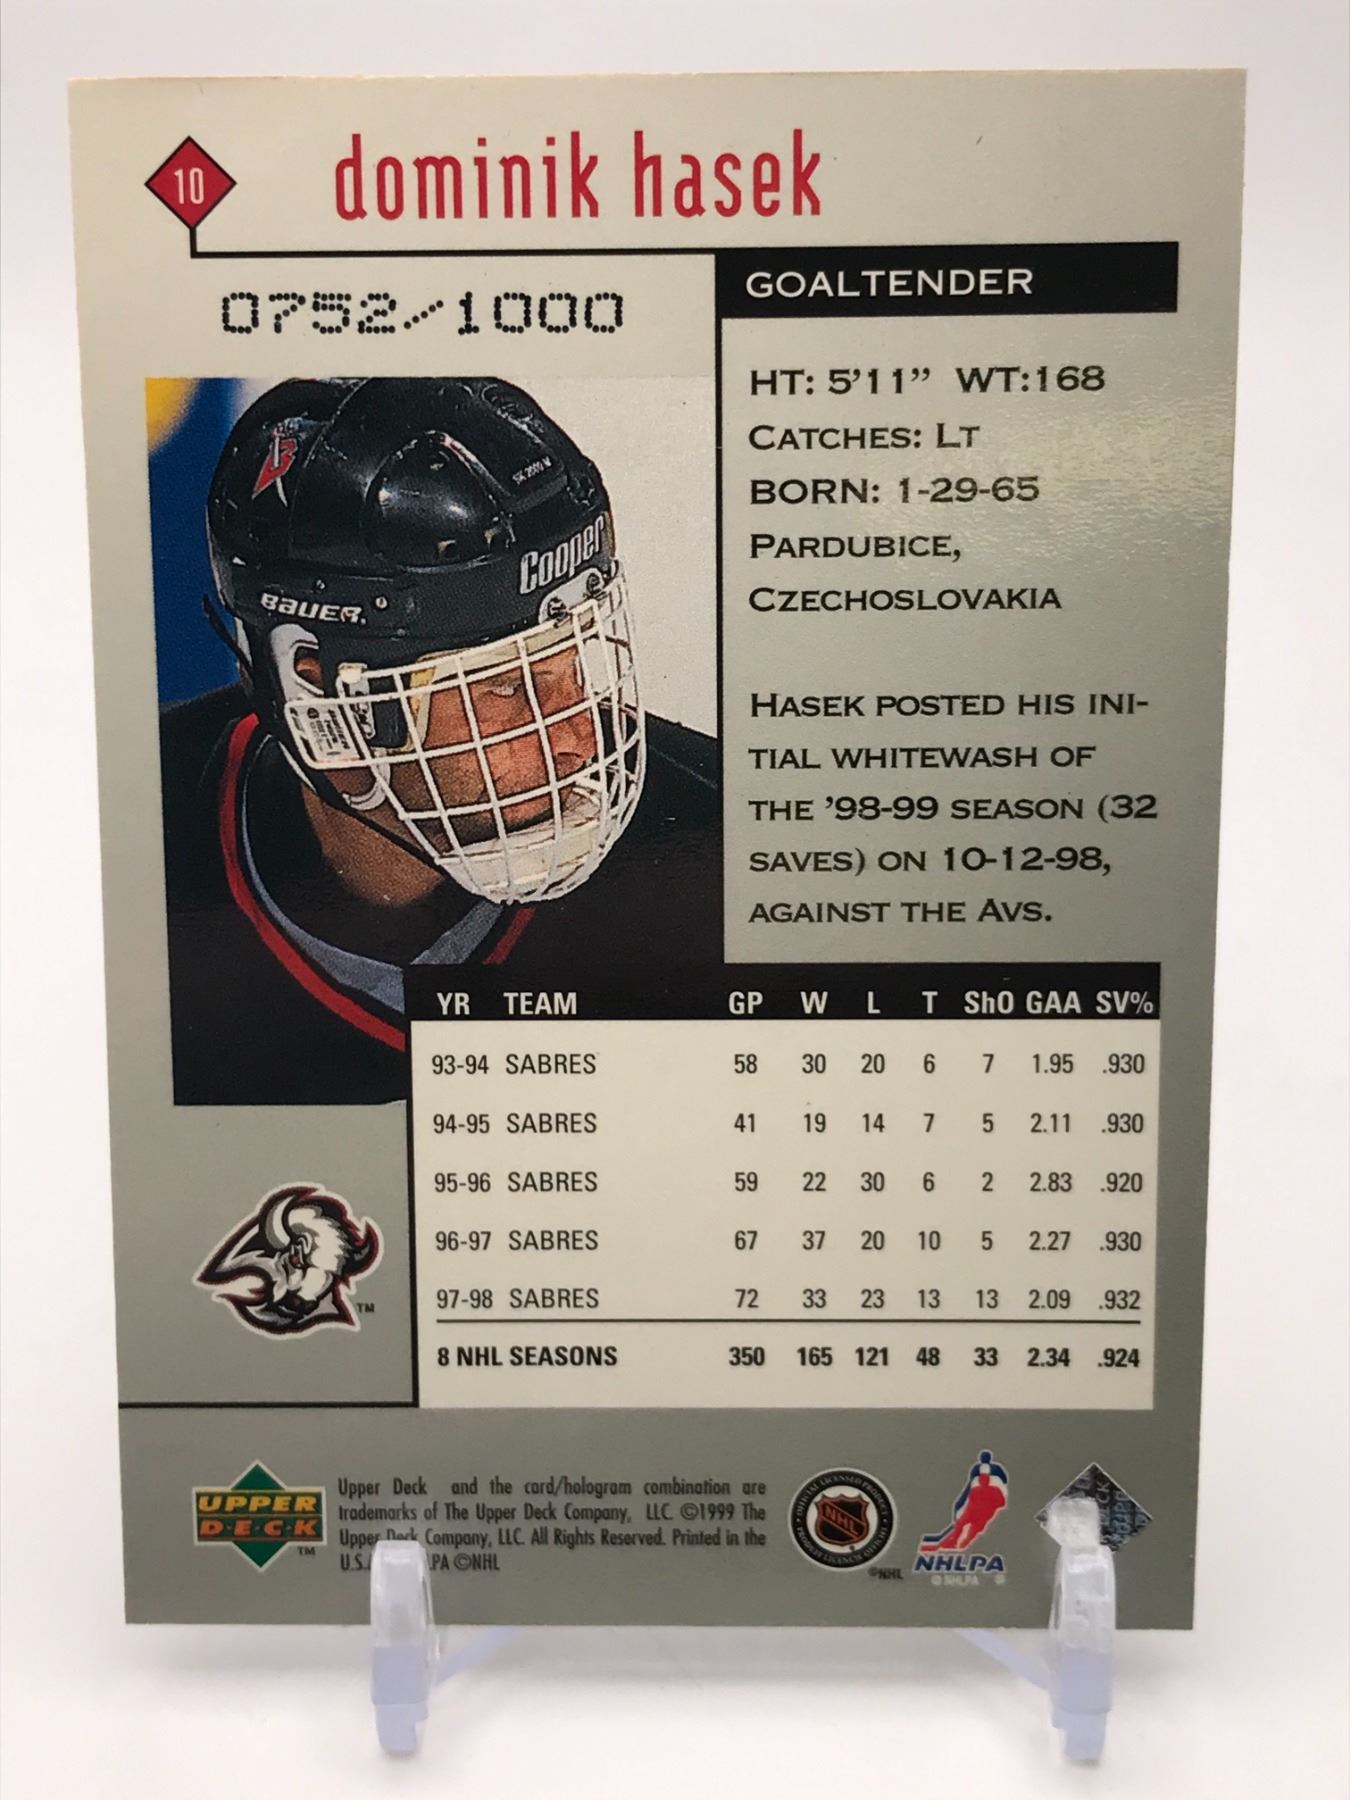 10
dominik hasek
0752/1000
GOALTENDER
HT: 5'11" WT:168
CATCHES: LT
BORN: 1-29-65
PARDUBICE,
CZECHOSLOVAKIA
HASEK POSTED HIS INI-
TIAL WHITEWASH OF
THE '98-99 SEASON (32
SAVES) ON 10-12-98,
AGAINST THE AVS.
Cooper
BAUER.
YR TEAM GP W L T ShO GAA SV%
93-94 SABRES 58 30 20 6 7 1.95 .930
94-95 SABRES 41 19 14 7 5 2.11 .930
95-96 SABRES 59 22 30 6 2 2.83 .920
96-97 SABRES 67 37 20 10 5 2.27 .930
97-98 SABRES 72 33 23 13 13 2.09 .932
8 NHL SEASONS 350 165 121 48 33 2.34 .924
TM
UPPER
D·E·C·K
TM
Upper Deck and the card/hologram combination are
trademarks of The Upper Deck Company, LLC. ©1999 The
Upper Deck Company, LLC. All Rights Reserved. Printed in the
U.S. PA ©NHL
NHL
©NHL
NHLPA
© NHLPA ®